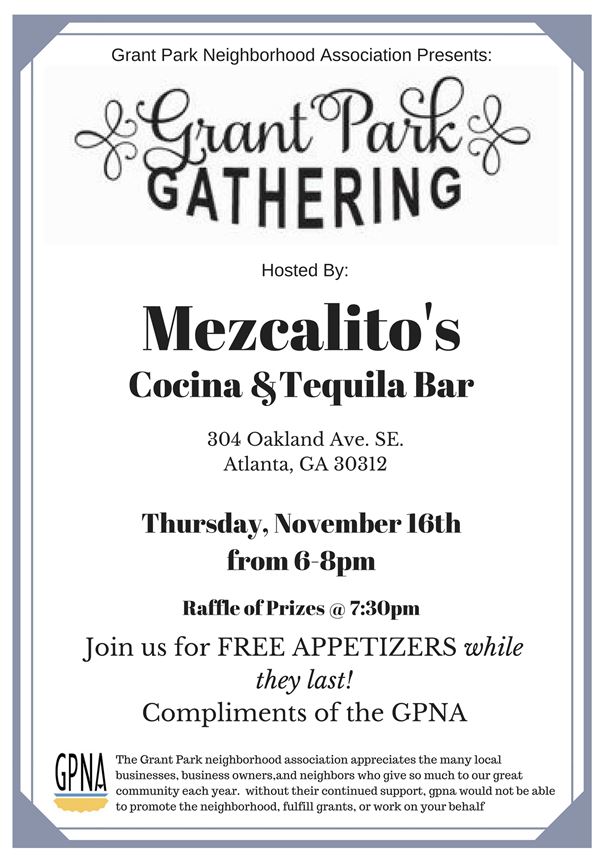 Grant Park Neighborhood Association Presents:
Grant Park
GATHERING
Hosted By:
Mezcalito's
Cocina &Tequila Bar
304 Oakland Ave. SE.
Atlanta, GA 30312
Thursday, November 16th
from 6-8pm
Raffle of Prizes @ 7:30pm
Join us for FREE APPETIZERS while
they last!
Compliments of the GPNA
GPNA
The Grant Park neighborhood association appreciates the many local
businesses, business owners,and neighbors who give so much to our great
community each year. without their continued support, gpna would not be able
to promote the neighborhood, fulfill grants, or work on your behalf